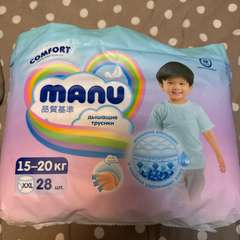 COMFORT
MANU
品質基準
дышащие
трусики
15–20 кг
XXL 28 шт.